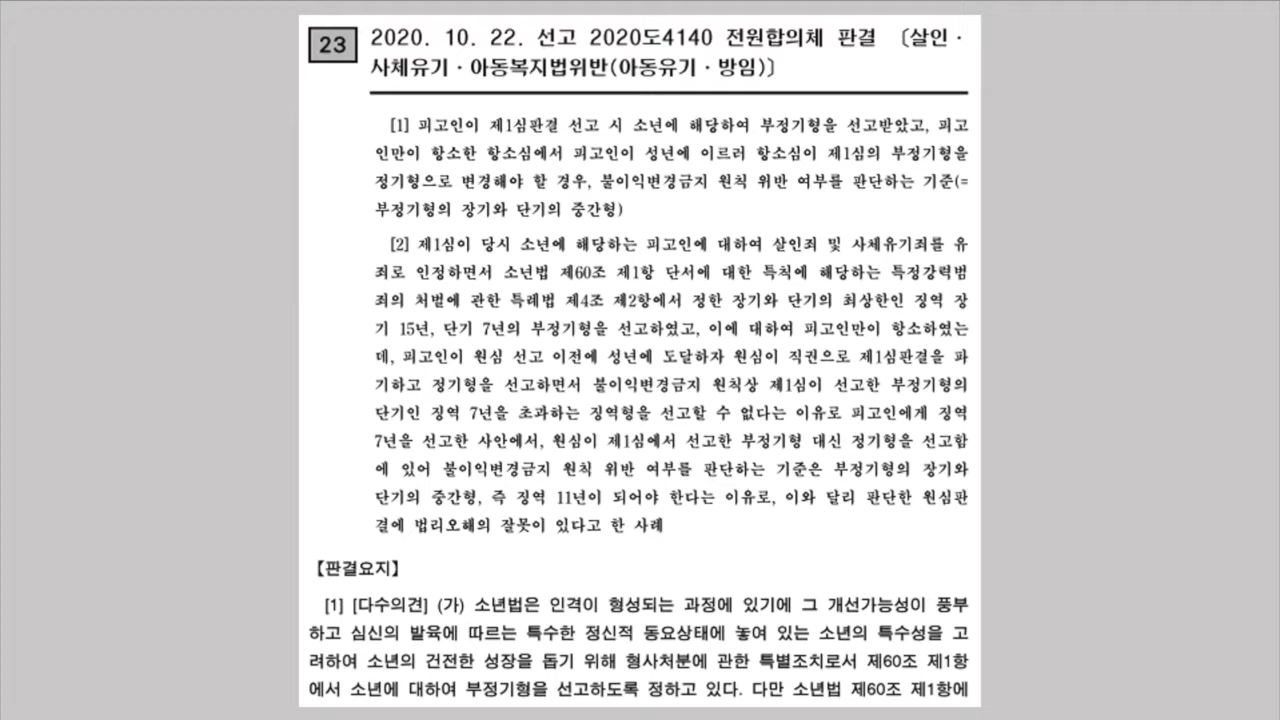 23
2020. 10. 22. 선고 2020도4140 전원합의체 판결 〔살인·
사체유기·아동복지법위반(아동유기·방임)〕
[1] 피고인이 제1심판결 선고 시 소년에 해당하여 부정기형을 선고받았고, 피고
인만이 항소한 항소심에서 피고인이 성년에 이르러 항소심이 제1심의 부정기형을
정기형으로 변경해야 할 경우, 불이익변경금지 원칙 위반 여부를 판단하는 기준(=
부정기형의 장기와 단기의 중간형)
[2] 제1심이 당시 소년에 해당하는 피고인에 대하여 살인죄 및 사체유기죄를 유
죄로 인정하면서 소년법 제60조 제1항 단서에 대한 특칙에 해당하는 특정강력범
죄의 처벌에 관한 특례법 제4조 제2항에서 정한 장기와 단기의 최상한인 징역 장
기 15년, 단기 7년의 부정기형을 선고하였고, 이에 대하여 피고인만이 항소하였는
데, 피고인이 원심 선고 이전에 성년에 도달하자 원심이 직권으로 제1심판결을 파
기하고 정기형을 선고하면서 불이익변경금지 원칙상 제1심이 선고한 부정기형의
단기인 징역 7년을 초과하는 징역형을 선고할 수 없다는 이유로 피고인에게 징역
7년을 선고한 사안에서, 원심이 제1심에서 선고한 부정기형 대신 정기형을 선고함
에 있어 불이익변경금지 원칙 위반 여부를 판단하는 기준은 부정기형의 장기와
단기의 중간형, 즉 징역 11년이 되어야 한다는 이유로, 이와 달리 판단한 원심판
결에 법리오해의 잘못이 있다고 한 사례
【판결요지】
[1] [다수의견] (가) 소년법은 인격이 형성되는 과정에 있기에 그 개선가능성이 풍부
하고 심신의 발육에 따르는 특수한 정신적 동요상태에 놓여 있는 소년의 특수성을 고
려하여 소년의 건전한 성장을 돕기 위해 형사처분에 관한 특별조치로서 제60조 제1항
에서 소년에 대하여 부정기형을 선고하도록 정하고 있다. 다만 소년법 제60조 제1항에